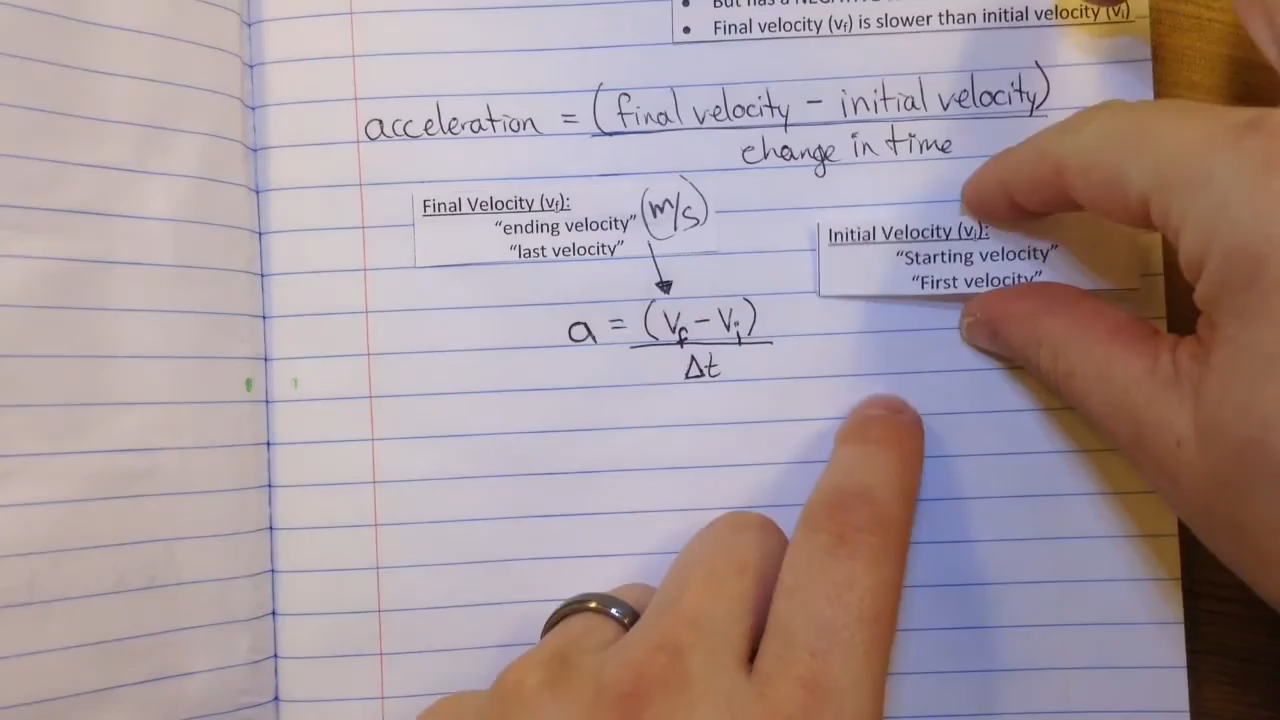 • Final velocity (vf) is slower than initial velocity (vi)
acceleration = (final velocity - initial velocity)
change in time
Final Velocity (vf): (m/s)
"ending velocity"
"last velocity"
Initial Velocity (vi):
"Starting velocity"
"First velocity"
a = (Vf - Vi)
Δt